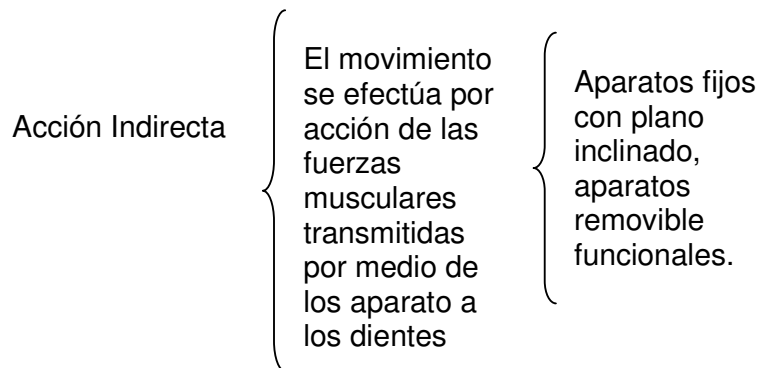 Acción Indirecta
El movimiento
se efectúa por
acción de las
fuerzas
musculares
transmitidas
por medio de
los aparato a
los dientes
Aparatos fijos
con plano
inclinado,
aparatos
removible
funcionales.